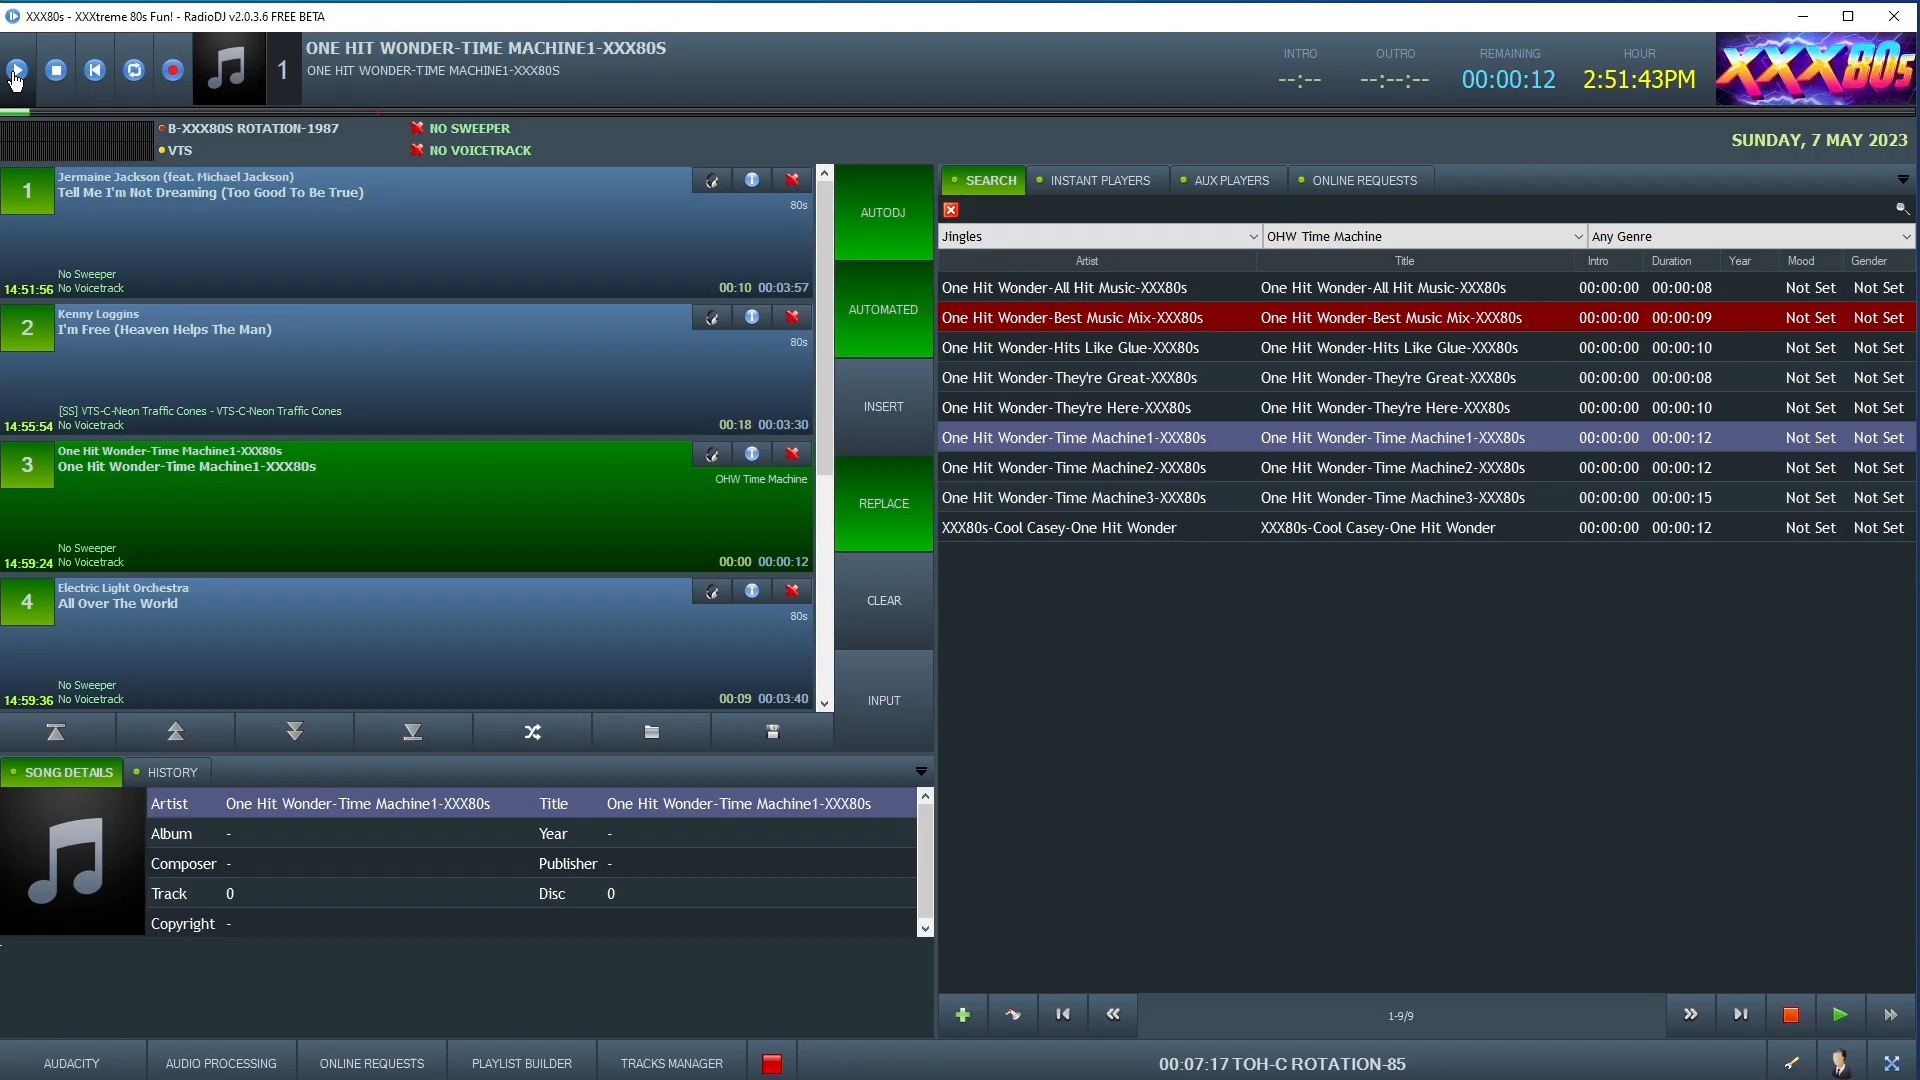 XXX80s - XXXtreme 80s Fun! - RadioDJ v2.0.3.6 FREE BETA
1
ONE HIT WONDER-TIME MACHINE1-XXX80S
ONE HIT WONDER-TIME MACHINE1-XXX80S
INTRO
--:--
OUTRO
--:--:--
REMAINING
00:00:12
HOUR
2:51:43PM
XXX80s
B-XXX80S ROTATION-1987
VTS
NO SWEEPER
NO VOICETRACK
SUNDAY, 7 MAY 2023
1
Jermaine Jackson (feat. Michael Jackson)
Tell Me I'm Not Dreaming (Too Good To Be True)
80s
No Sweeper
14:51:56 No Voicetrack
00:10 00:03:57
2
Kenny Loggins
I'm Free (Heaven Helps The Man)
80s
[SS] VTS-C-Neon Traffic Cones - VTS-C-Neon Traffic Cones
14:55:54 No Voicetrack
00:18 00:03:30
3
One Hit Wonder-Time Machine1-XXX80s
One Hit Wonder-Time Machine1-XXX80s
OHW Time Machine
No Sweeper
14:59:24 No Voicetrack
00:00 00:00:12
4
Electric Light Orchestra
All Over The World
80s
No Sweeper
14:59:36 No Voicetrack
00:09 00:03:40
AUTODJ
AUTOMATED
INSERT
REPLACE
CLEAR
INPUT
SEARCH INSTANT PLAYERS AUX PLAYERS ONLINE REQUESTS
Jingles OHW Time Machine Any Genre
Artist Title Intro Duration Year Mood Gender
One Hit Wonder-All Hit Music-XXX80s One Hit Wonder-All Hit Music-XXX80s 00:00:00 00:00:08 Not Set Not Set
One Hit Wonder-Best Music Mix-XXX80s One Hit Wonder-Best Music Mix-XXX80s 00:00:00 00:00:09 Not Set Not Set
One Hit Wonder-Hits Like Glue-XXX80s One Hit Wonder-Hits Like Glue-XXX80s 00:00:00 00:00:10 Not Set Not Set
One Hit Wonder-They're Great-XXX80s One Hit Wonder-They're Great-XXX80s 00:00:00 00:00:08 Not Set Not Set
One Hit Wonder-They're Here-XXX80s One Hit Wonder-They're Here-XXX80s 00:00:00 00:00:10 Not Set Not Set
One Hit Wonder-Time Machine1-XXX80s One Hit Wonder-Time Machine1-XXX80s 00:00:00 00:00:12 Not Set Not Set
One Hit Wonder-Time Machine2-XXX80s One Hit Wonder-Time Machine2-XXX80s 00:00:00 00:00:12 Not Set Not Set
One Hit Wonder-Time Machine3-XXX80s One Hit Wonder-Time Machine3-XXX80s 00:00:00 00:00:15 Not Set Not Set
XXX80s-Cool Casey-One Hit Wonder XXX80s-Cool Casey-One Hit Wonder 00:00:00 00:00:12 Not Set Not Set
1-9/9
SONG DETAILS HISTORY
Artist One Hit Wonder-Time Machine1-XXX80s Title One Hit Wonder-Time Machine1-XXX80s
Album - Year -
Composer - Publisher -
Track 0 Disc 0
Copyright -
AUDACITY AUDIO PROCESSING ONLINE REQUESTS PLAYLIST BUILDER TRACKS MANAGER
00:07:17 TOH-C ROTATION-85